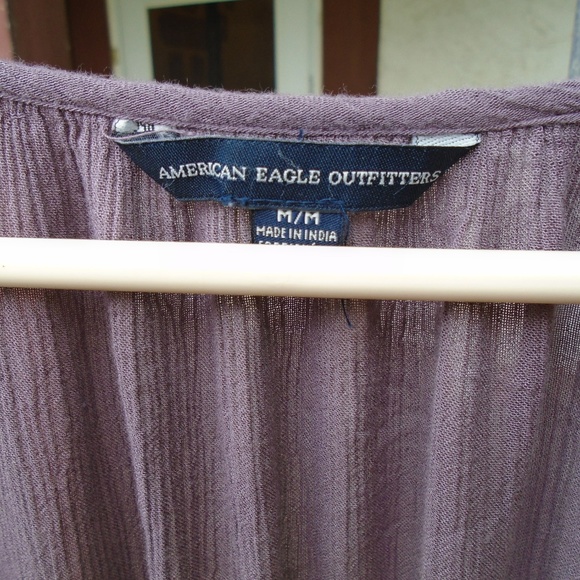 AMERICAN EAGLE OUTFITTERS
M/M
MADE IN INDIA